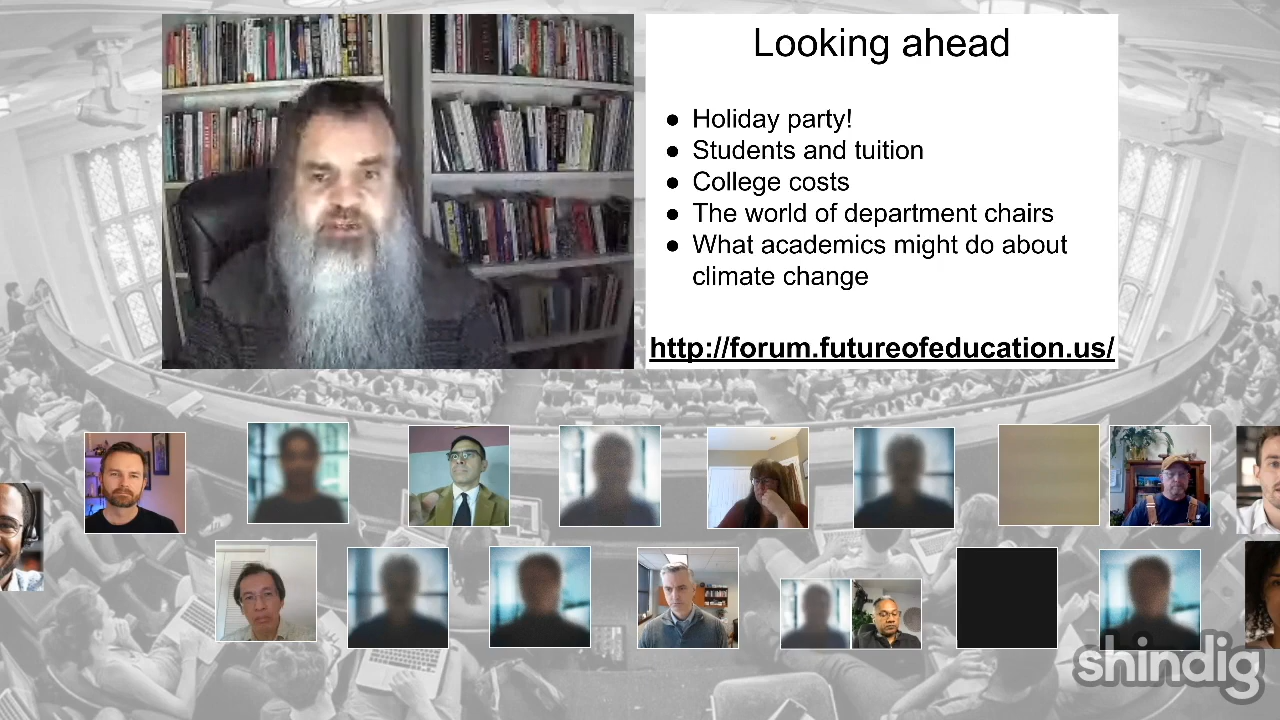 Looking ahead
● Holiday party!
● Students and tuition
● College costs
● The world of department chairs
● What academics might do about
climate change
http://forum.futureofeducation.us/
shindig